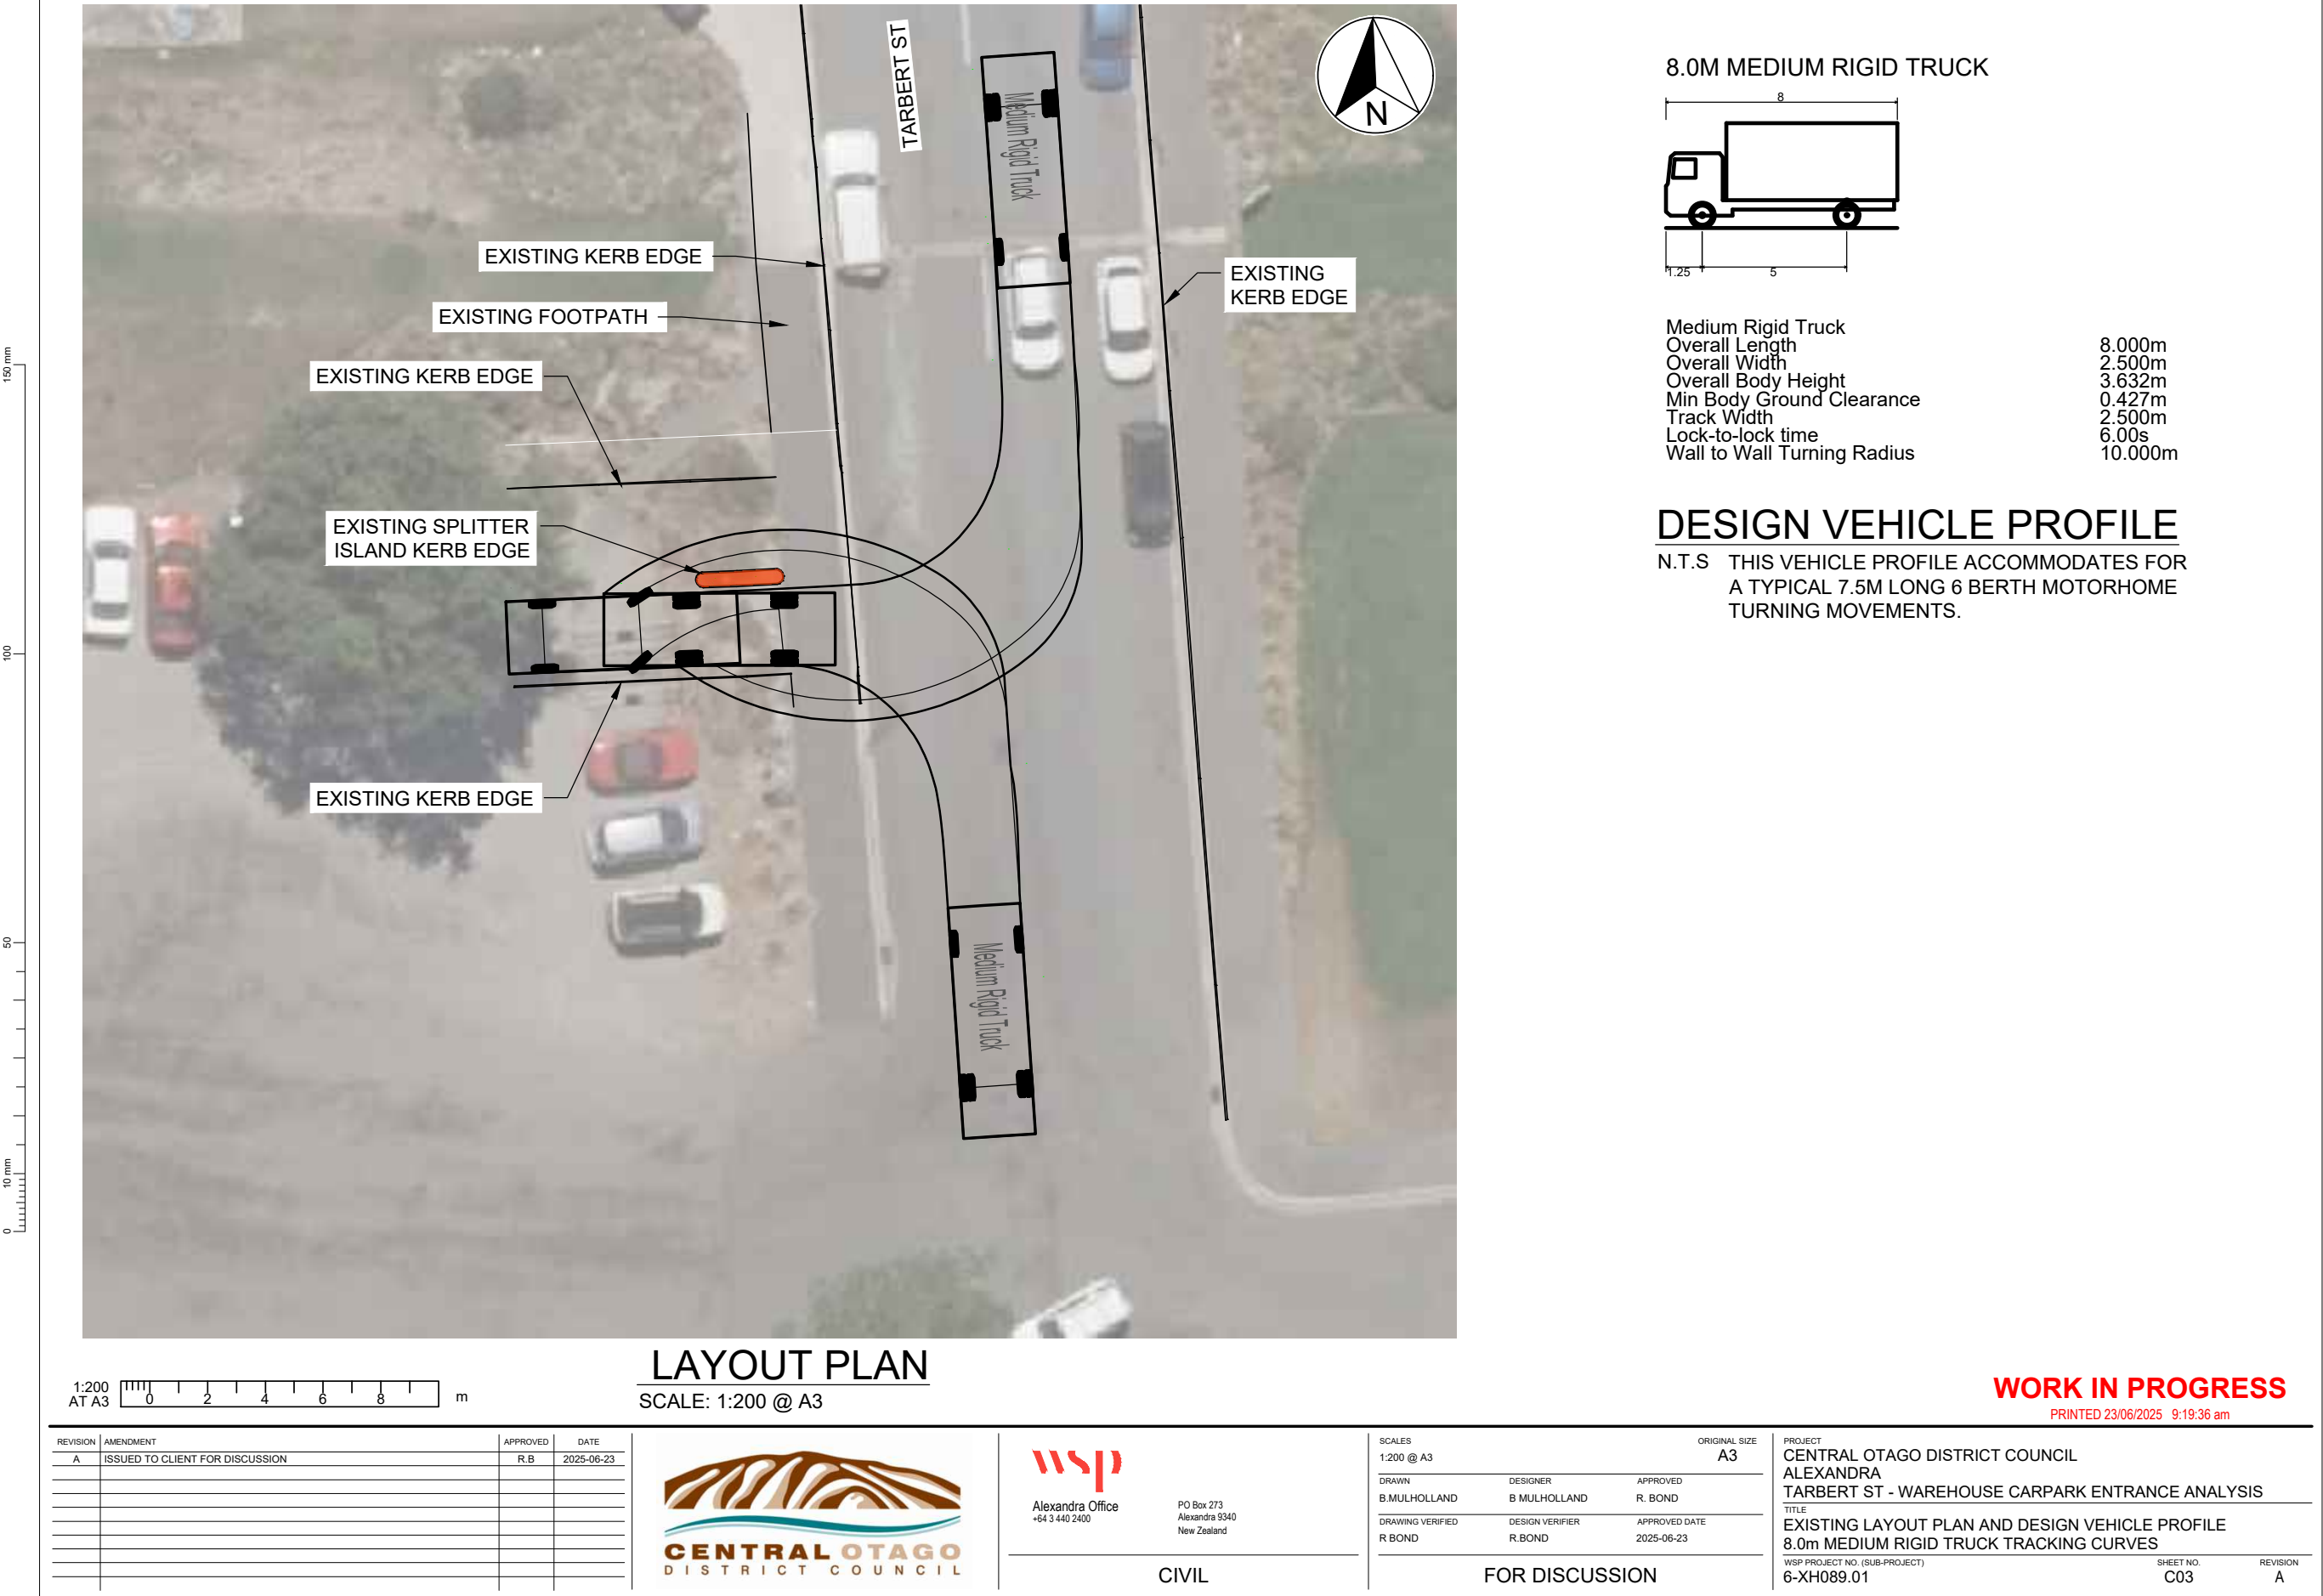 TARBERT ST
N
Medium Rigid Truck
EXISTING KERB EDGE
EXISTING
KERB EDGE
EXISTING FOOTPATH
EXISTING KERB EDGE
EXISTING SPLITTER
ISLAND KERB EDGE
EXISTING KERB EDGE
Medium Rigid Truck
150 mm
100
50
10 mm
0
8.0M MEDIUM RIGID TRUCK
8
1.25
5
Medium Rigid Truck
Overall Length 8.000m
Overall Width 2.500m
Overall Body Height 3.632m
Min Body Ground Clearance 0.427m
Track Width 2.500m
Lock-to-lock time 6.00s
Wall to Wall Turning Radius 10.000m
DESIGN VEHICLE PROFILE
N.T.S THIS VEHICLE PROFILE ACCOMMODATES FOR
A TYPICAL 7.5M LONG 6 BERTH MOTORHOME
TURNING MOVEMENTS.
LAYOUT PLAN
SCALE: 1:200 @ A3
1:200
AT A3
0 2 4 6 8 m
WORK IN PROGRESS
PRINTED 23/06/2025 9:19:36 am
REVISION AMENDMENT APPROVED DATE
A ISSUED TO CLIENT FOR DISCUSSION R.B 2025-06-23
CENTRAL OTAGO
DISTRICT COUNCIL
wsp
Alexandra Office
+64 3 440 2400
PO Box 273
Alexandra 9340
New Zealand
CIVIL
SCALES ORIGINAL SIZE
1:200 @ A3 A3
DRAWN DESIGNER APPROVED
B.MULHOLLAND B MULHOLLAND R. BOND
DRAWING VERIFIED DESIGN VERIFIER APPROVED DATE
R BOND R.BOND 2025-06-23
FOR DISCUSSION
PROJECT
CENTRAL OTAGO DISTRICT COUNCIL
ALEXANDRA
TARBERT ST - WAREHOUSE CARPARK ENTRANCE ANALYSIS
TITLE
EXISTING LAYOUT PLAN AND DESIGN VEHICLE PROFILE
8.0m MEDIUM RIGID TRUCK TRACKING CURVES
WSP PROJECT NO. (SUB-PROJECT) SHEET NO. REVISION
6-XH089.01 C03 A